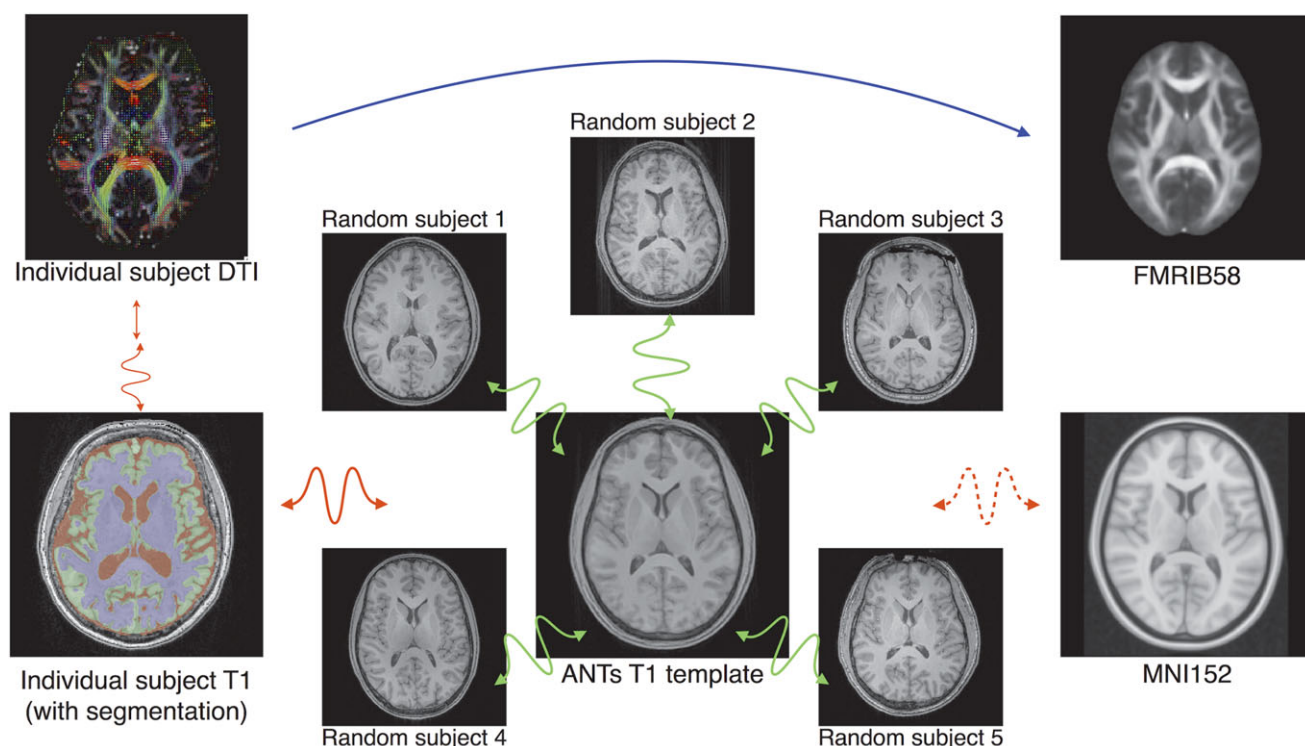 Random subject 2
Random subject 1
Random subject 3
Individual subject DTI
FMRIB58
Individual subject T1
(with segmentation)
ANTs T1 template
MNI152
Random subject 4
Random subject 5